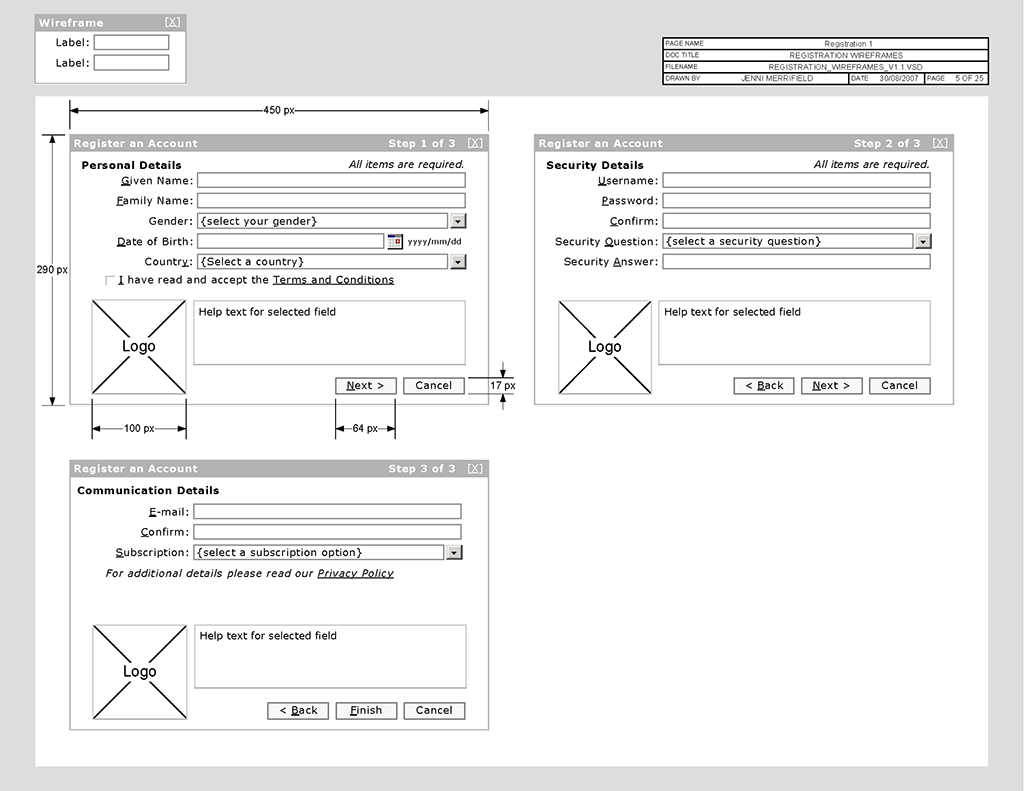 Wireframe [X]
Label:
Label:
PAGE NAME Registration 1
DOC TITLE REGISTRATION WIREFRAMES
FILENAME REGISTRATION_WIREFRAMES_V1.1.VSD
DRAWN BY JENNI MERRIFIELD DATE 30/08/2007 PAGE 5 OF 25
450 px
290 px
Register an Account Step 1 of 3 [X]
Personal Details All items are required.
Given Name:
Family Name:
Gender: {select your gender}
Date of Birth: yyyy/mm/dd
Country: {Select a country}
I have read and accept the Terms and Conditions
Logo
Help text for selected field
Next > Cancel
17 px
100 px
64 px
Register an Account Step 2 of 3 [X]
Security Details All items are required.
Username:
Password:
Confirm:
Security Question: {select a security question}
Security Answer:
Logo
Help text for selected field
< Back Next > Cancel
Register an Account Step 3 of 3 [X]
Communication Details
E-mail:
Confirm:
Subscription: {select a subscription option}
For additional details please read our Privacy Policy
Logo
Help text for selected field
< Back Finish Cancel